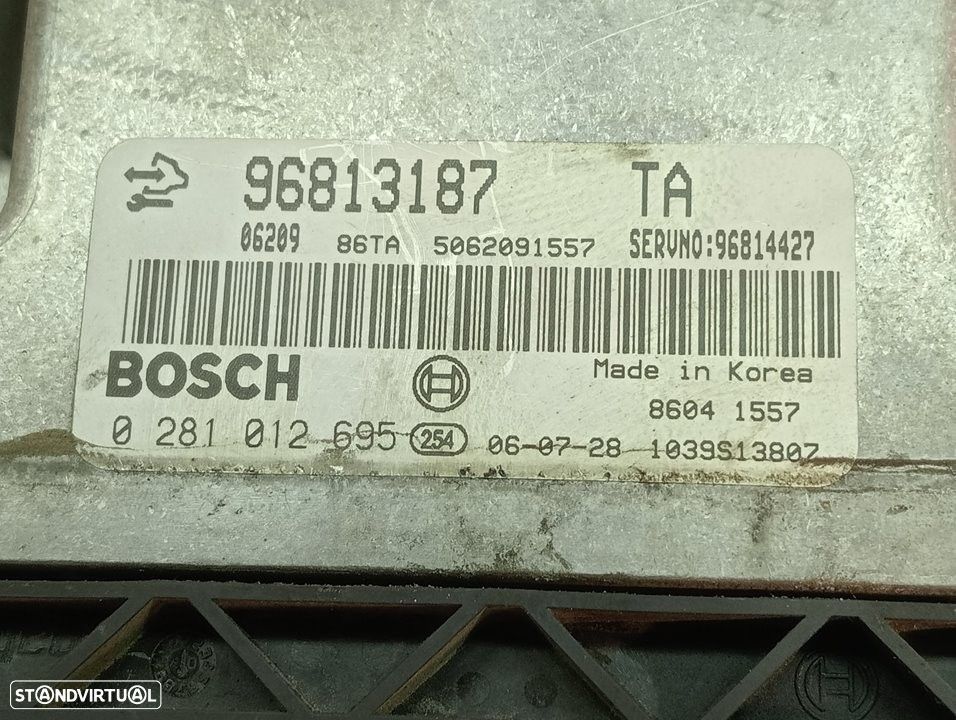 96813187 TA
06209 86TA 5062091557 SERVNO:96814427
BOSCH
Made in Korea
8604 1557
0 281 012 695 254 06-07-28 1039S13807
STANDVIRTUAL